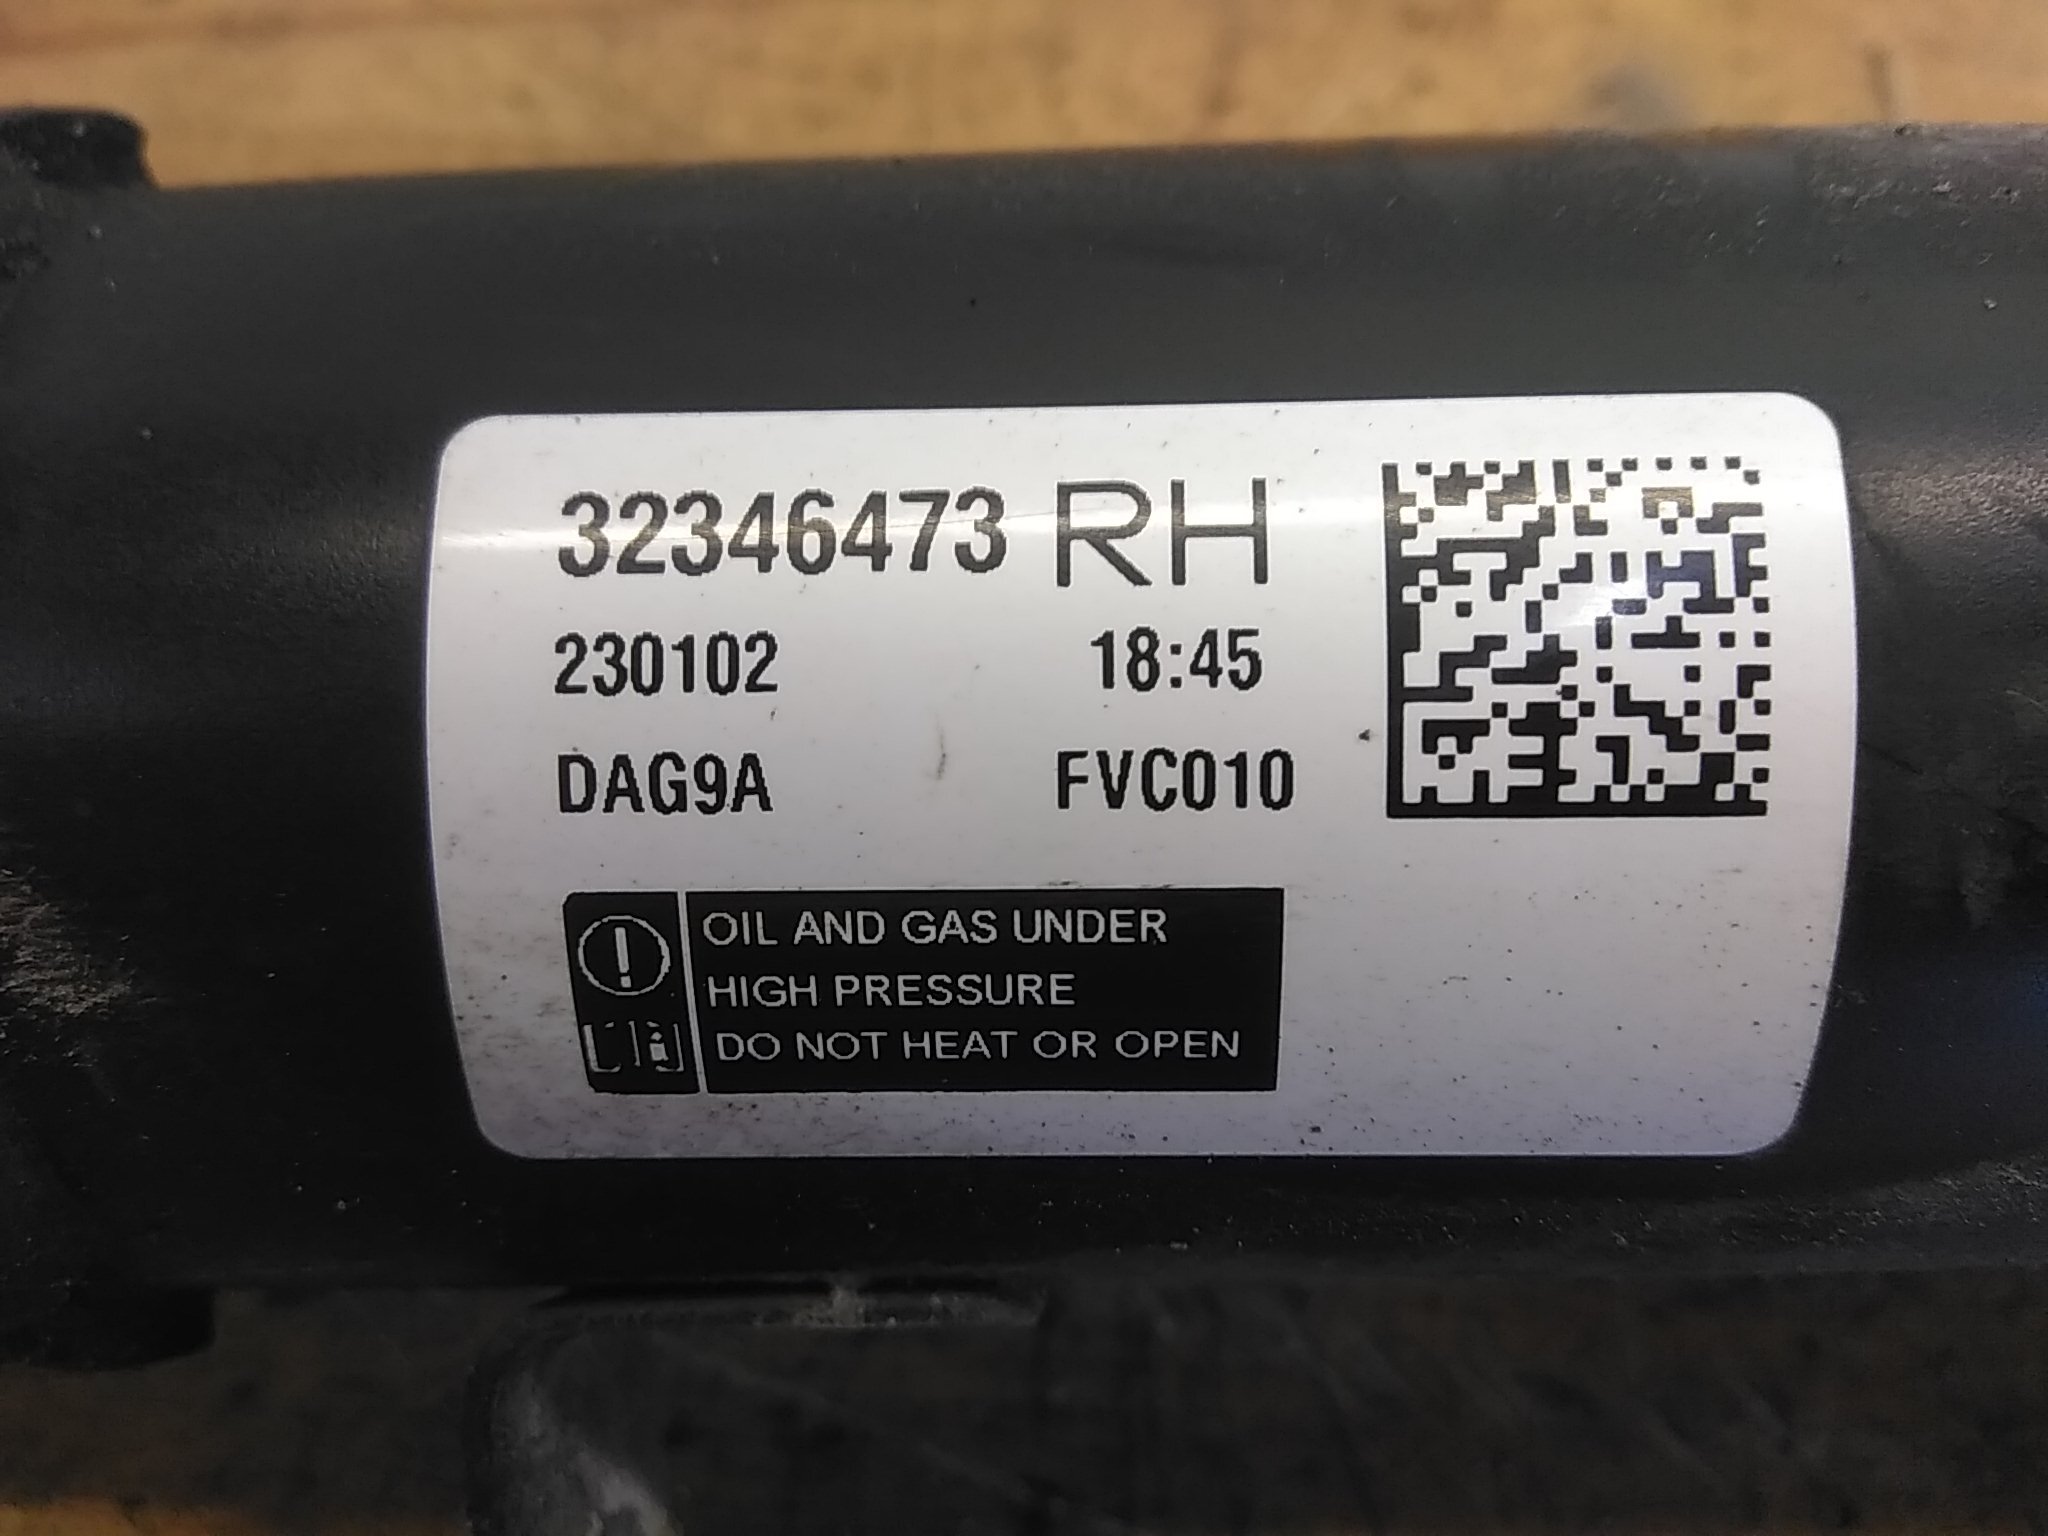 32346473 RH
230102 18:45
DAG9A FVC010
OIL AND GAS UNDER
HIGH PRESSURE
DO NOT HEAT OR OPEN